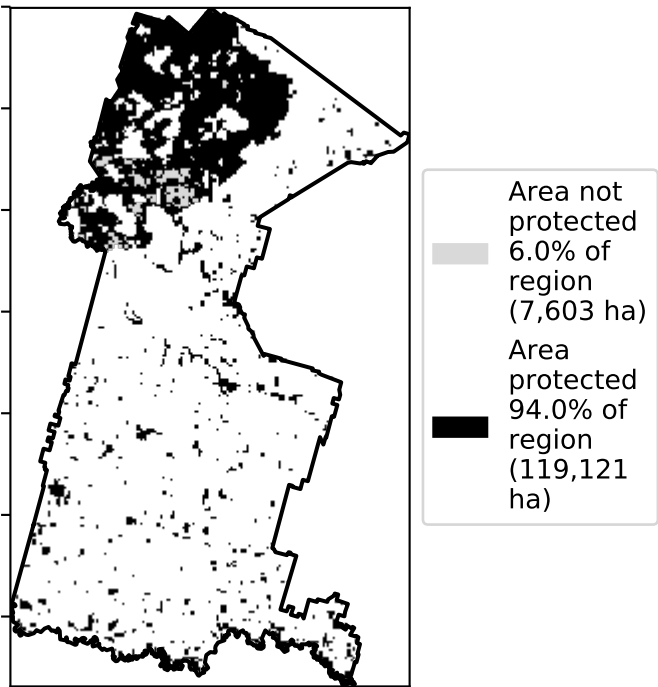 Area not
protected
6.0% of
region
(7,603 ha)
Area
protected
94.0% of
region
(119,121
ha)